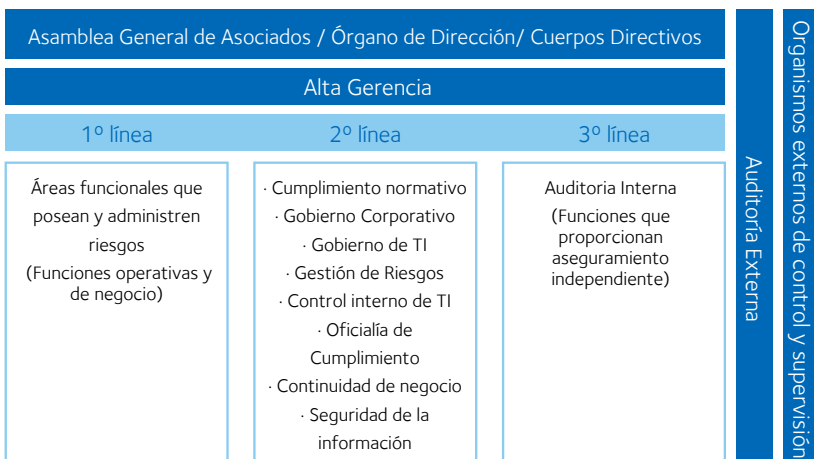 Asamblea General de Asociados / Órgano de Dirección/ Cuerpos Directivos
Alta Gerencia
1º línea
Áreas funcionales que
posean y administren
riesgos
(Funciones operativas y
de negocio)
2º línea
· Cumplimiento normativo
· Gobierno Corporativo
· Gobierno de TI
· Gestión de Riesgos
· Control interno de TI
· Oficialía de
Cumplimiento
· Continuidad de negocio
· Seguridad de la
información
3º línea
Auditoria Interna
(Funciones que
proporcionan
aseguramiento
independiente)
Auditoría Externa
Organismos externos de control y supervisión